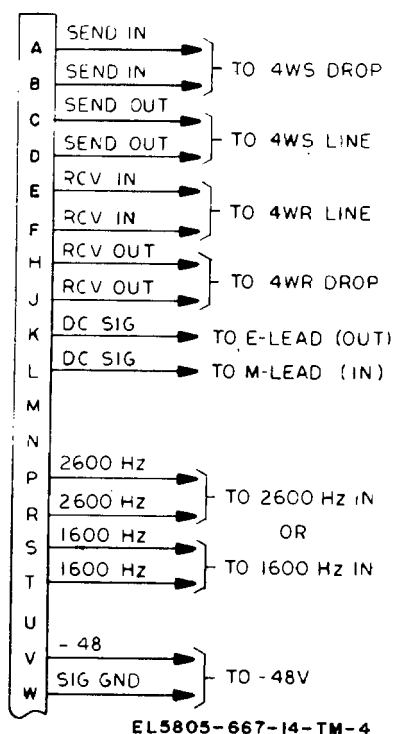 A SEND IN
B SEND IN TO 4WS DROP
C SEND OUT
D SEND OUT TO 4WS LINE
E RCV IN
F RCV IN TO 4WR LINE
H RCV OUT
J RCV OUT TO 4WR DROP
K DC SIG TO E-LEAD (OUT)
L DC SIG TO M-LEAD (IN)
M
N
P 2600 Hz
R 2600 Hz TO 2600 Hz IN
OR
S 1600 Hz
T 1600 Hz TO 1600 Hz IN
U
V - 48
W SIG GND TO -48V
EL5805-667-14-TM-4